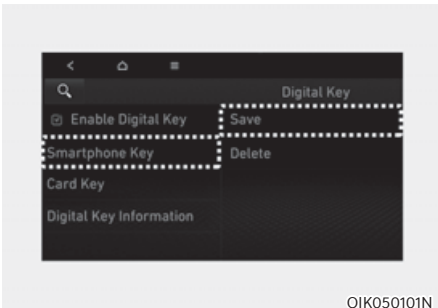 Digital Key
Enable Digital Key
Save
Smartphone Key
Delete
Card Key
Digital Key Information
OIK050101N